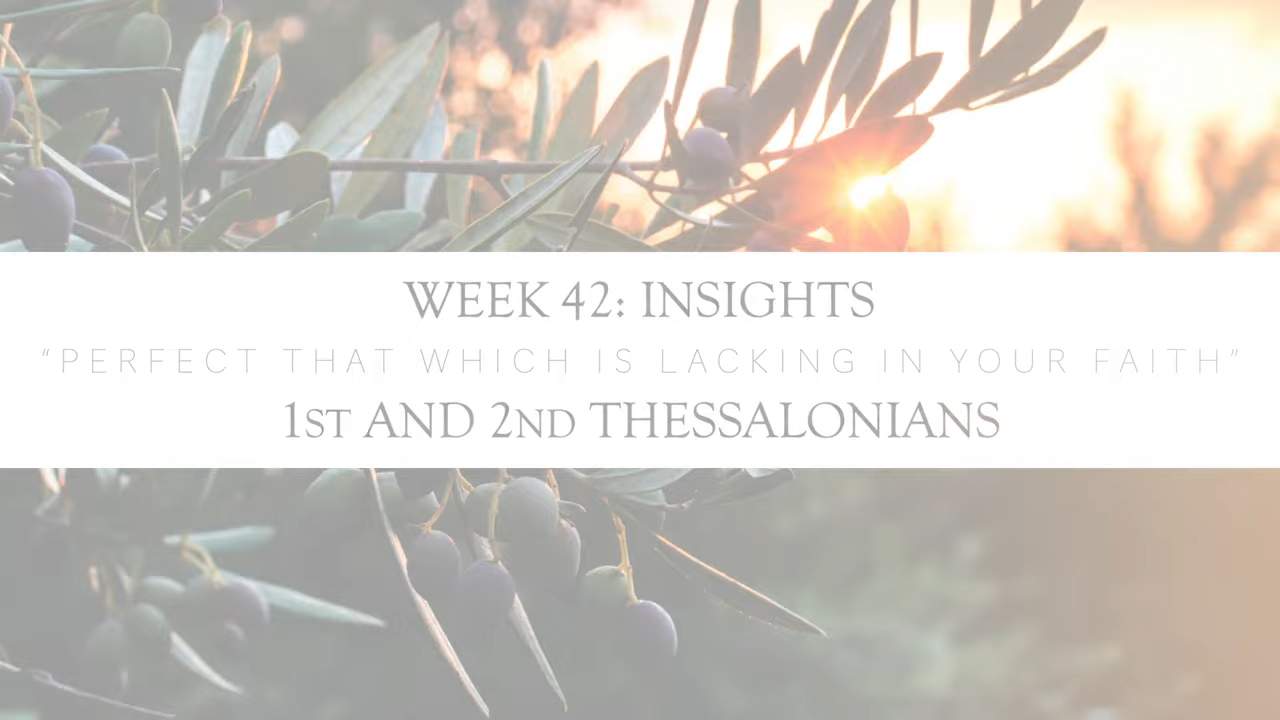 WEEK 42: INSIGHTS
“PERFECT THAT WHICH IS LACKING IN YOUR FAITH”
1ST AND 2ND THESSALONIANS